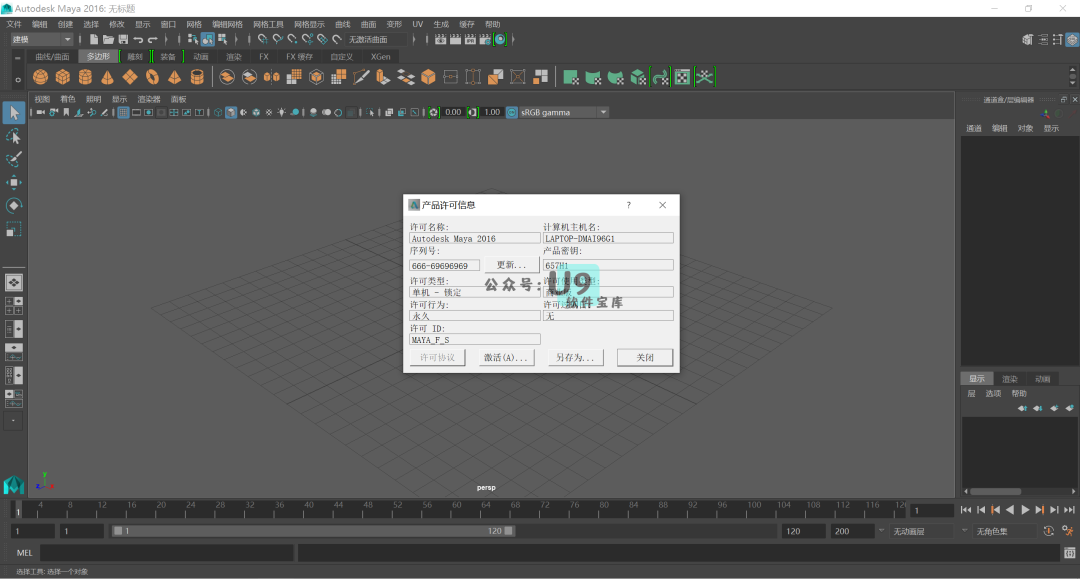 Autodesk Maya 2016: 无标题
文件 编辑 创建 选择 修改 显示 窗口 网格 编辑网格 网格工具 网格显示 曲线 曲面 变形 UV 生成 缓存 帮助
建模 无激活曲面
曲线/曲面 多边形 雕刻 装备 动画 渲染 FX FX 缓存 自定义 XGen
视图 着色 照明 显示 渲染器 面板
0.00 1.00 sRGB gamma
通道盒/层编辑器
通道 编辑 对象 显示
产品许可信息 ?
许可名称: 计算机主机名:
Autodesk Maya 2016 LAPTOP-DMAI96G1
序列号: 产品密钥:
666-69696969 更新... 657H1
许可类型:
单机 - 锁定
公众号: U9
软件宝库
许可行为:
永久 无
许可 ID:
MAYA_F_S
许可协议 激活(A)... 另存为... 关闭
显示 渲染 动画
层 选项 帮助
y
z x
persp
4 8 12 16 20 24 28 32 36 40 44 48 52 56 60 64 68 72 76 80 84 88 92 96 100 104 108 112 116 120
1 1
1 1 1 120 120 200 无动画层 无角色集
MEL
选择工具: 选择一个对象